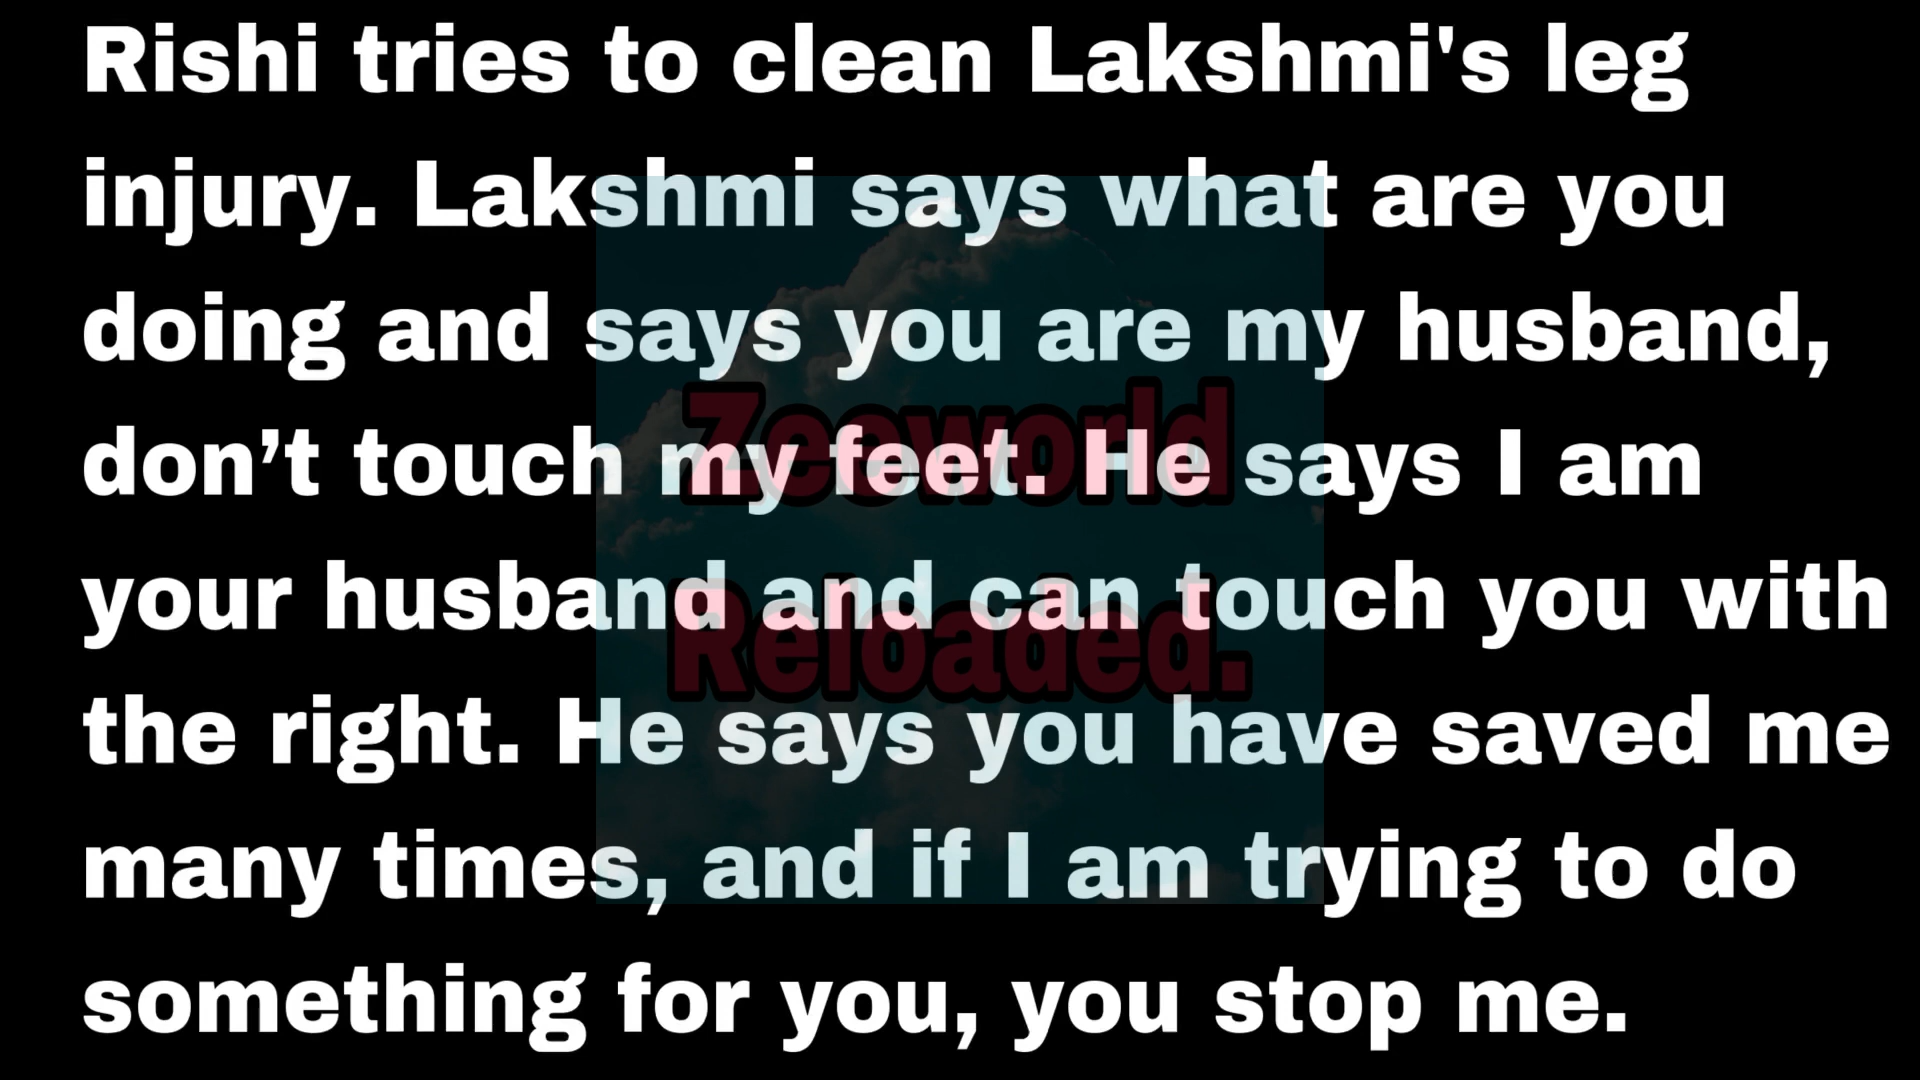 Rishi tries to clean Lakshmi's leg
injury. Lakshmi says what are you
doing and says you are my husband,
don’t touch my feet. He says I am
your husband and can touch you with
the right. He says you have saved me
many times, and if I am trying to do
something for you, you stop me.
Zeeworld
Reloaded.